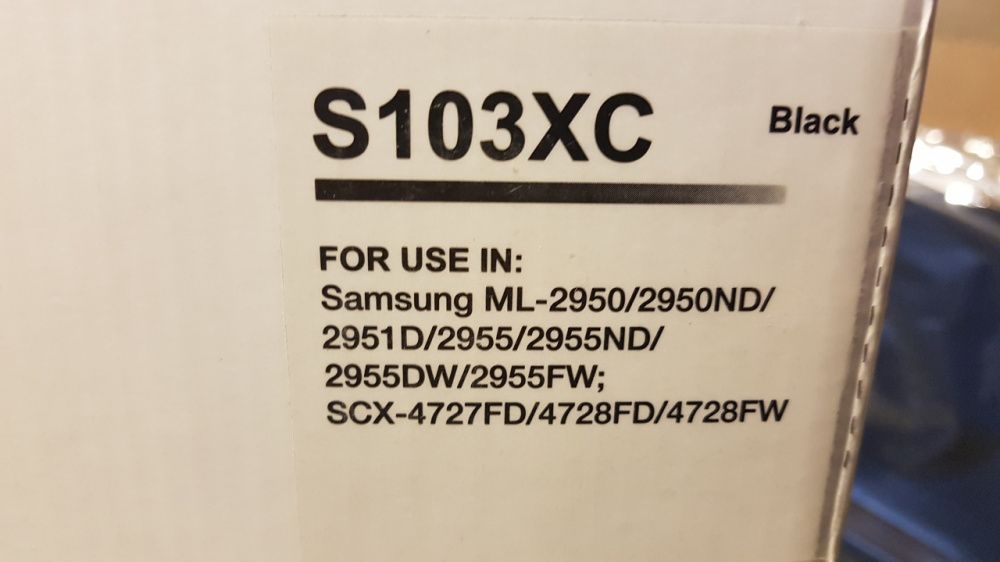 S103XC
Black
FOR USE IN:
Samsung ML-2950/2950ND/
2951D/2955/2955ND/
2955DW/2955FW;
SCX-4727FD/4728FD/4728FW